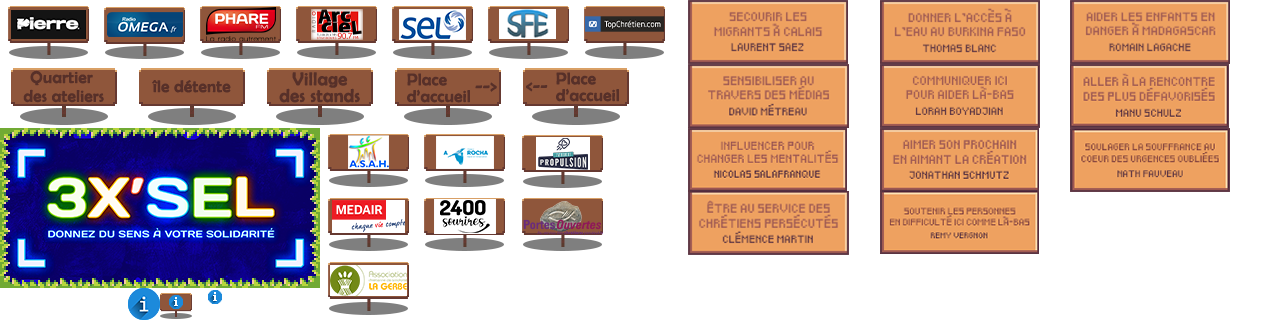 Pierre.
Radio
OMEGA.fr
PHARE
FM
La radio autrement
RADIO
Arc
en
Ciel
90.7 FM
SEL
SFE
TopChrétien.com
Quartier
des ateliers
île détente
Village
des stands
Place
d'accueil -->
<-- Place
d'accueil
3X'SEL
DONNEZ DU SENS À VOTRE SOLIDARITÉ
A.S.A.H.
A ROCHA
PROPULSION
MEDAIR
chaque vie compte
2400
sourires
Portes Ouvertes
Association
LA GERBE
i
i
i
SECOURIR LES
MIGRANTS À CALAIS
LAURENT SAEZ
SENSIBILISER AU
TRAVERS DES MÉDIAS
DAVID MÉTREAU
INFLUENCER POUR
CHANGER LES MENTALITÉS
NICOLAS SALAFRANQUE
ÊTRE AU SERVICE DES
CHRÉTIENS PERSÉCUTÉS
CLÉMENCE MARTIN
DONNER L'ACCÈS À
L'EAU AU BURKINA FASO
THOMAS BLANC
COMMUNIQUER ICI
POUR AIDER LÀ-BAS
LORAH BOYADJIAN
AIMER SON PROCHAIN
EN AIMANT LA CRÉATION
JONATHAN SCHMUTZ
SOUTENIR LES PERSONNES
EN DIFFICULTÉ ICI COMME LÀ-BAS
REMY VERGNON
AIDER LES ENFANTS EN
DANGER À MADAGASCAR
ROMAIN LAGACHE
ALLER À LA RENCONTRE
DES PLUS DÉFAVORISÉS
MANU SCHULZ
SOULAGER LA SOUFFRANCE AU
COEUR DES URGENCES OUBLIÉES
NATH FAUVEAU